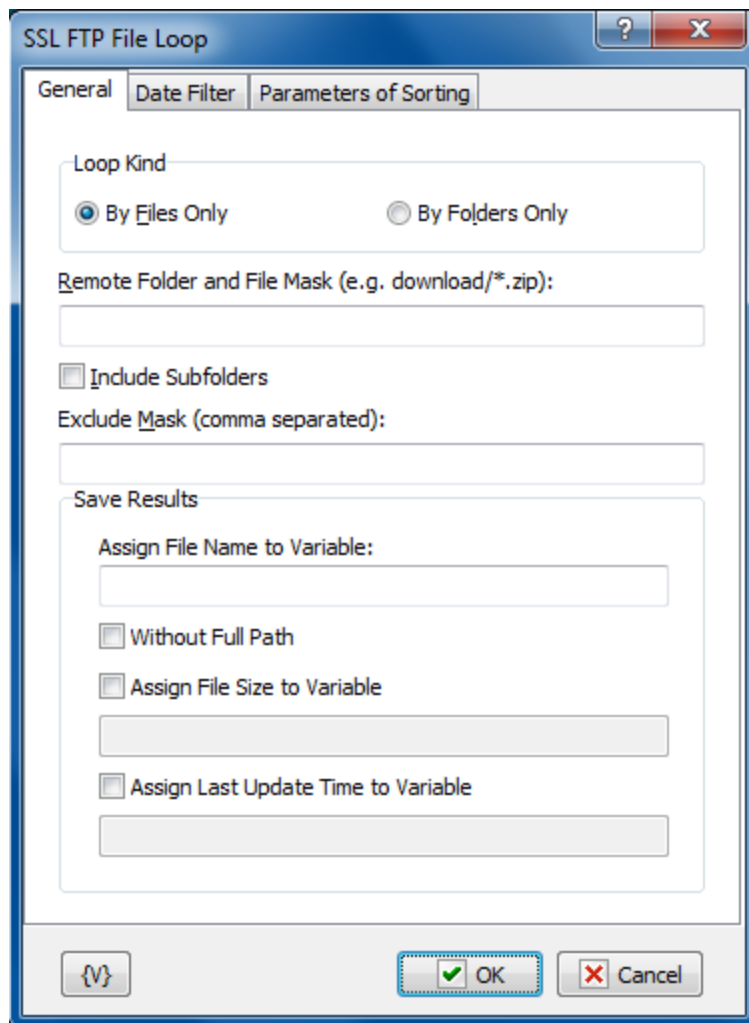 SSL FTP File Loop
?
General Date Filter Parameters of Sorting
Loop Kind
By Files Only By Folders Only
Remote Folder and File Mask (e.g. download/*.zip):
Include Subfolders
Exclude Mask (comma separated):
Save Results
Assign File Name to Variable:
Without Full Path
Assign File Size to Variable
Assign Last Update Time to Variable
{V} OK Cancel